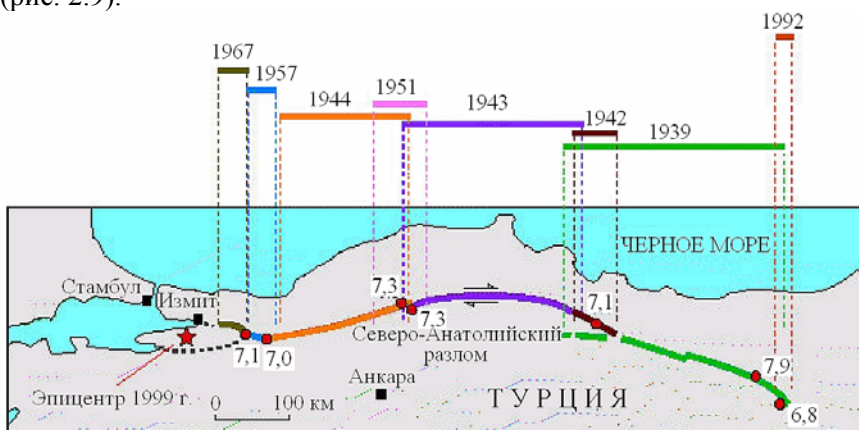 (рис. 2.9).
1992
1967
1957
1951
1944
1943
1942
1939
ЧЕРНОЕ МОРЕ
Стамбул
Измит
7,3
7,3
7,1
Северо-Анатолийский
разлом
7,1
7,0
7,9
Эпицентр 1999 г.
Анкара
0 100 км
ТУРЦИЯ
6,8